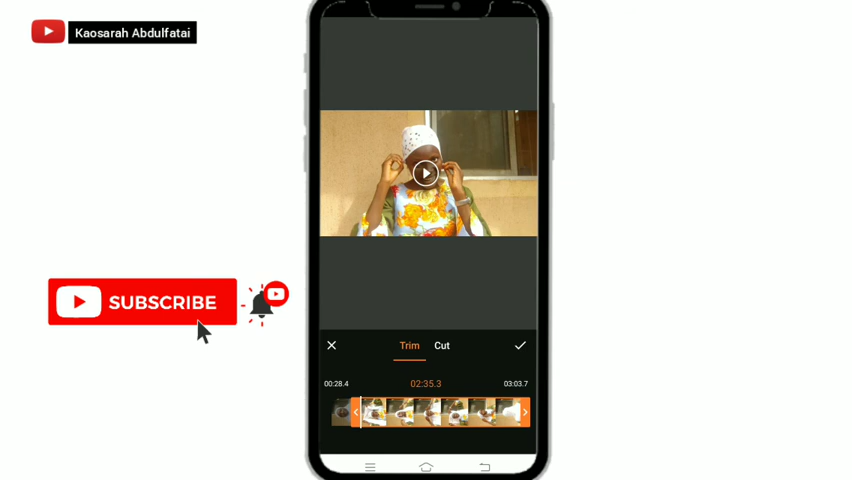 Kaosarah Abdulfatai
SUBSCRIBE
Trim
Cut
00:28.4
02:35.3
03:03.7